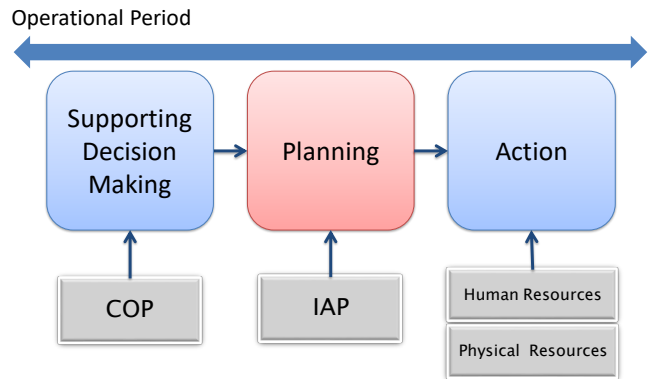 Operational Period
Supporting
Decision
Making
Planning
Action
COP
IAP
Human Resources
Physical Resources